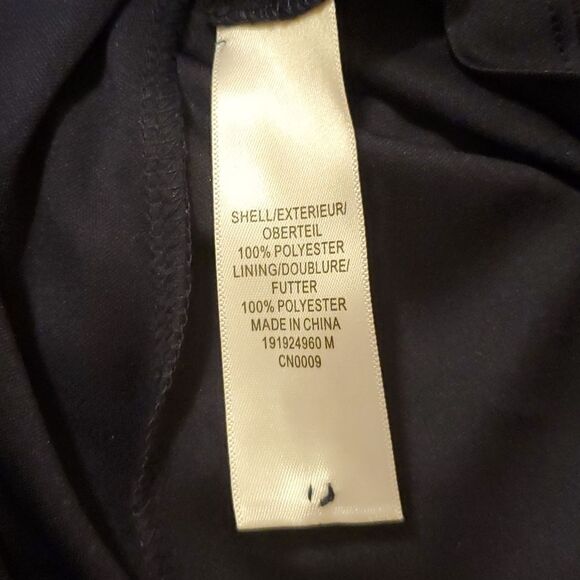 SHELL/EXTERIEUR/
OBERTEIL
100% POLYESTER
LINING/DOUBLURE/
FUTTER
100% POLYESTER
MADE IN CHINA
191924960 M
CN0009